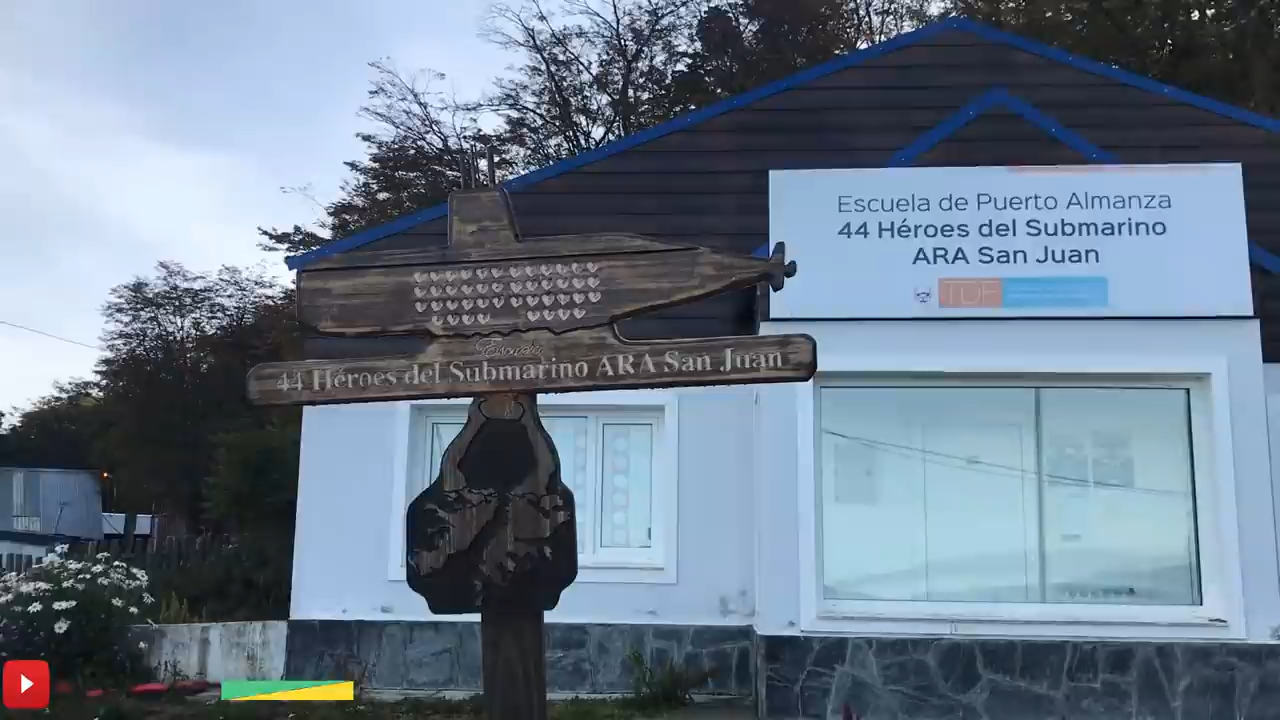 Escuela de Puerto Almanza
44 Héroes del Submarino
ARA San Juan
TDF
Escuela
44 Héroes del Submarino ARA San Juan